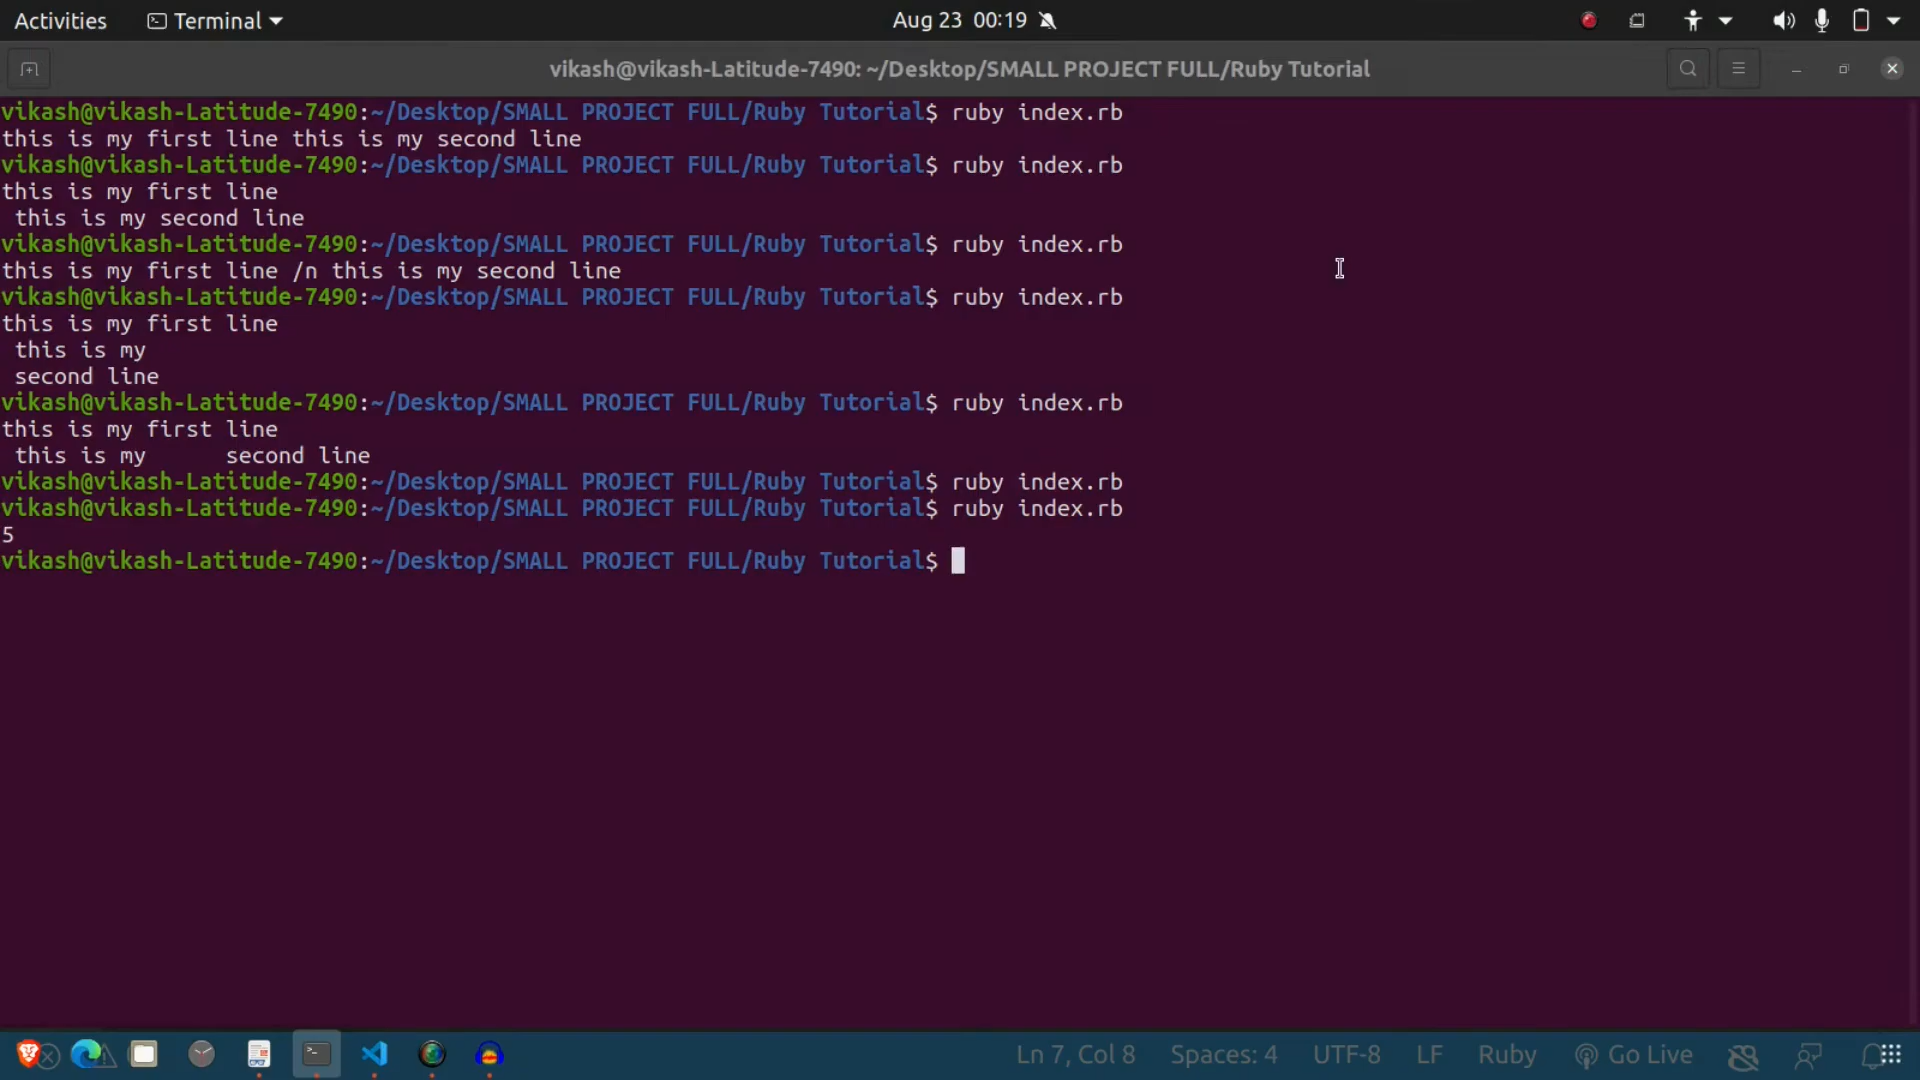 Activities Terminal Aug 23 00:19
vikash@vikash-Latitude-7490: ~/Desktop/SMALL PROJECT FULL/Ruby Tutorial
vikash@vikash-Latitude-7490:~/Desktop/SMALL PROJECT FULL/Ruby Tutorial$ ruby index.rb
this is my first line this is my second line
vikash@vikash-Latitude-7490:~/Desktop/SMALL PROJECT FULL/Ruby Tutorial$ ruby index.rb
this is my first line
 this is my second line
vikash@vikash-Latitude-7490:~/Desktop/SMALL PROJECT FULL/Ruby Tutorial$ ruby index.rb
this is my first line /n this is my second line
vikash@vikash-Latitude-7490:~/Desktop/SMALL PROJECT FULL/Ruby Tutorial$ ruby index.rb
this is my first line
 this is my
 second line
vikash@vikash-Latitude-7490:~/Desktop/SMALL PROJECT FULL/Ruby Tutorial$ ruby index.rb
this is my first line
 this is my      second line
vikash@vikash-Latitude-7490:~/Desktop/SMALL PROJECT FULL/Ruby Tutorial$ ruby index.rb
vikash@vikash-Latitude-7490:~/Desktop/SMALL PROJECT FULL/Ruby Tutorial$ ruby index.rb
5
vikash@vikash-Latitude-7490:~/Desktop/SMALL PROJECT FULL/Ruby Tutorial$
Ln 7, Col 8 Spaces: 4 UTF-8 LF Ruby Go Live